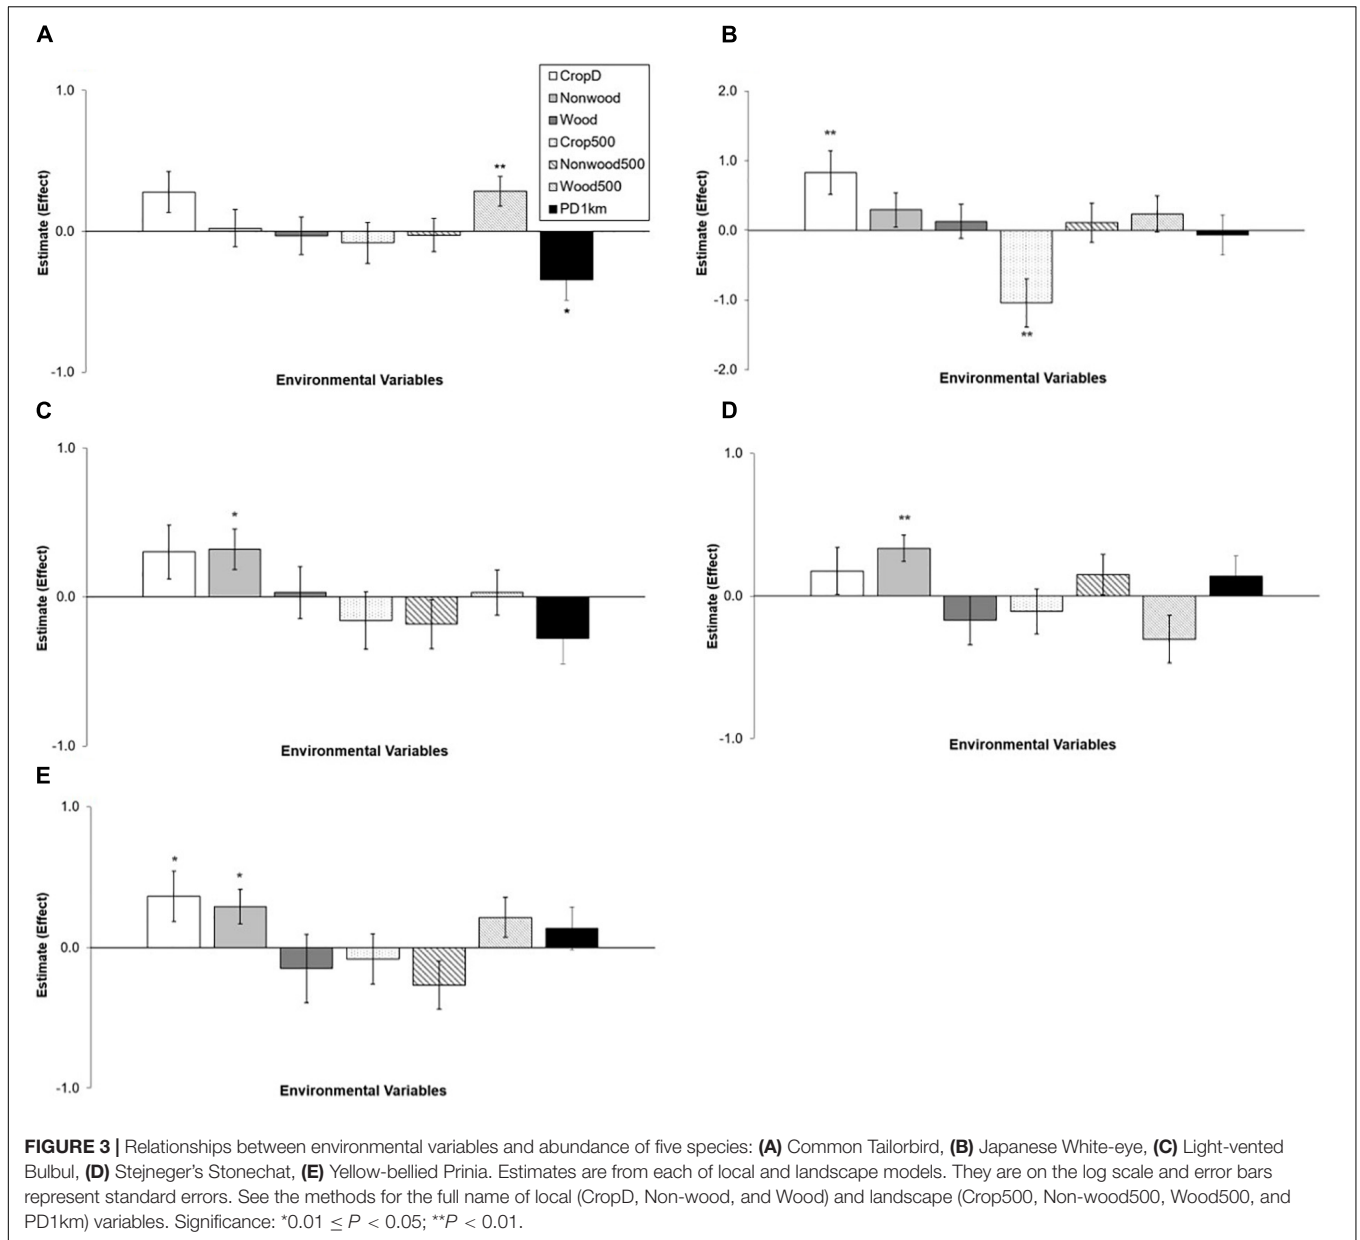 A
1.0
0.0
-1.0
Estimate (Effect)
CropD
Nonwood
Wood
Crop500
Nonwood500
Wood500
PD1km
**
*
Environmental Variables
B
2.0
1.0
0.0
-1.0
-2.0
Estimate (Effect)
**
**
Environmental Variables
C
1.0
0.0
-1.0
Estimate (Effect)
*
Environmental Variables
D
1.0
0.0
-1.0
Estimate (Effect)
**
Environmental Variables
E
1.0
0.0
-1.0
Estimate (Effect)
*
*
Environmental Variables
FIGURE 3 | Relationships between environmental variables and abundance of five species: (A) Common Tailorbird, (B) Japanese White-eye, (C) Light-vented
Bulbul, (D) Stejneger's Stonechat, (E) Yellow-bellied Prinia. Estimates are from each of local and landscape models. They are on the log scale and error bars
represent standard errors. See the methods for the full name of local (CropD, Non-wood, and Wood) and landscape (Crop500, Non-wood500, Wood500, and
PD1km) variables. Significance: *0.01 ≤ P < 0.05; **P < 0.01.